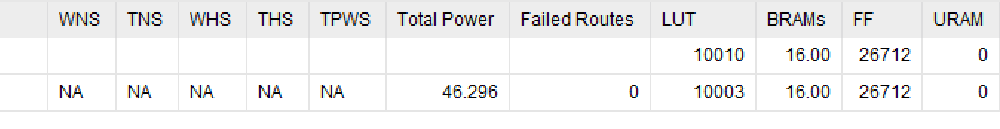 WNS TNS WHS THS TPWS Total Power Failed Routes LUT BRAMs FF URAM
10010 16.00 26712 0
NA NA NA NA NA 46.296 0 10003 16.00 26712 0